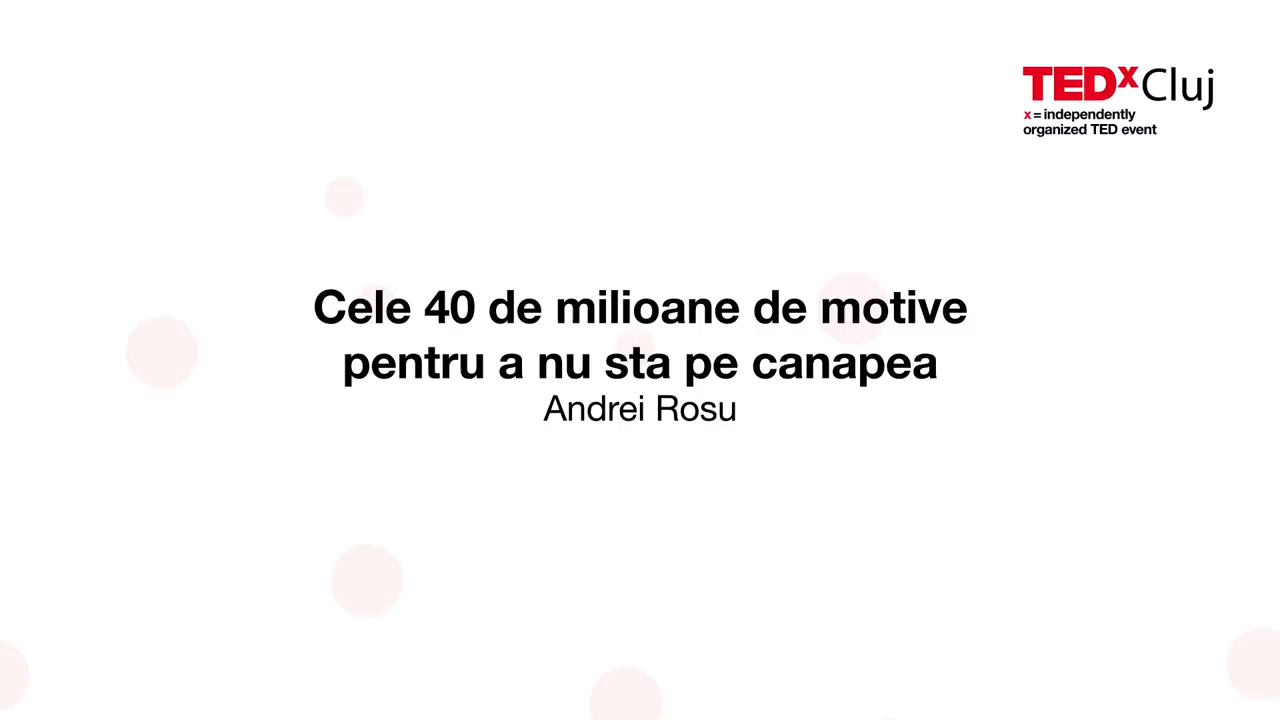 TEDxCluj
x = independently
organized TED event
Cele 40 de milioane de motive
pentru a nu sta pe canapea
Andrei Rosu